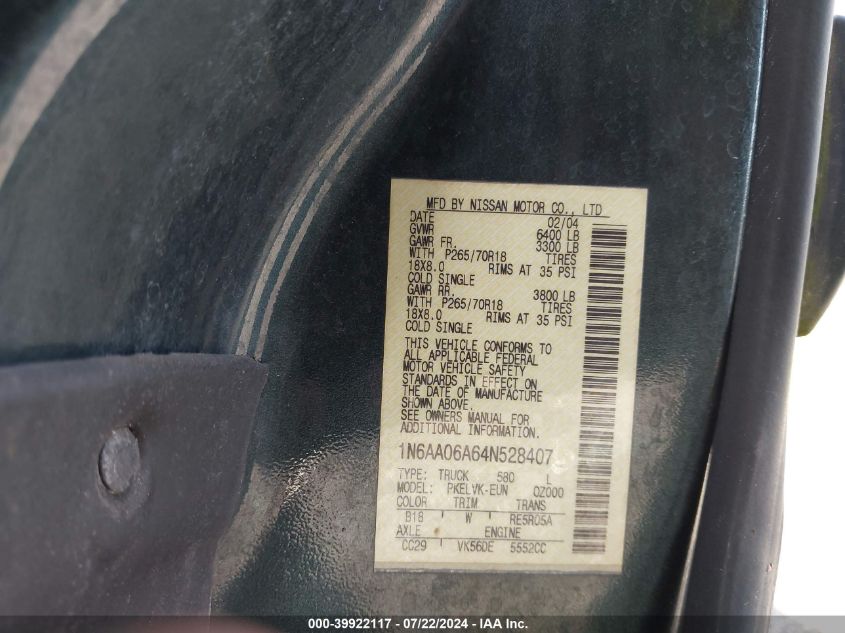 MFD BY NISSAN MOTOR CO., LTD
DATE 02/04
GVWR 6400 LB
GAWR FR. 3300 LB
WITH P265/70R18 TIRES
18X8.0 RIMS AT 35 PSI
COLD SINGLE
GAWR RR. 3800 LB
WITH P265/70R18 TIRES
18X8.0 RIMS AT 35 PSI
COLD SINGLE
THIS VEHICLE CONFORMS TO
ALL APPLICABLE FEDERAL
MOTOR VEHICLE SAFETY
STANDARDS IN EFFECT ON
THE DATE OF MANUFACTURE
SHOWN ABOVE.
SEE OWNERS MANUAL FOR
ADDITIONAL INFORMATION.
1N6AA06A64N528407
TYPE: TRUCK 580 L
MODEL: PKELVK-EUN 0Z000
COLOR TRIM TRANS
B18 W RE5R05A
AXLE ENGINE
CC29 VK56DE 5552CC
000-39922117 - 07/22/2024 - IAAI.com.